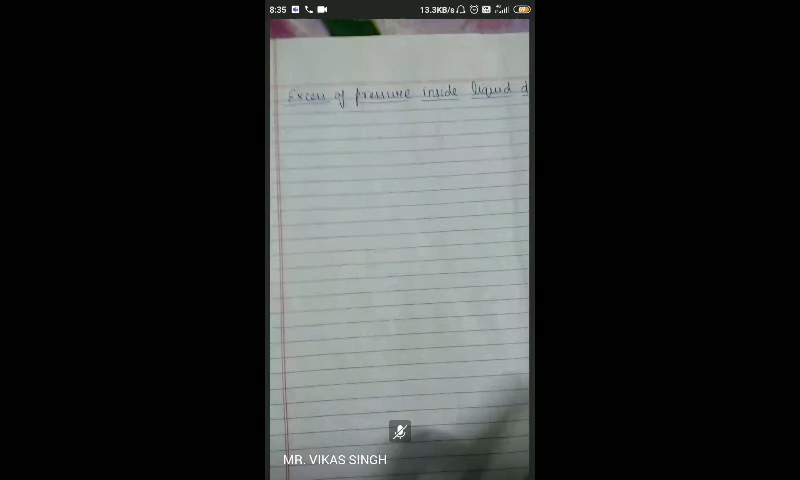 8:35 13.3KB/s
Excess of pressure inside liquid d
MR. VIKAS SINGH